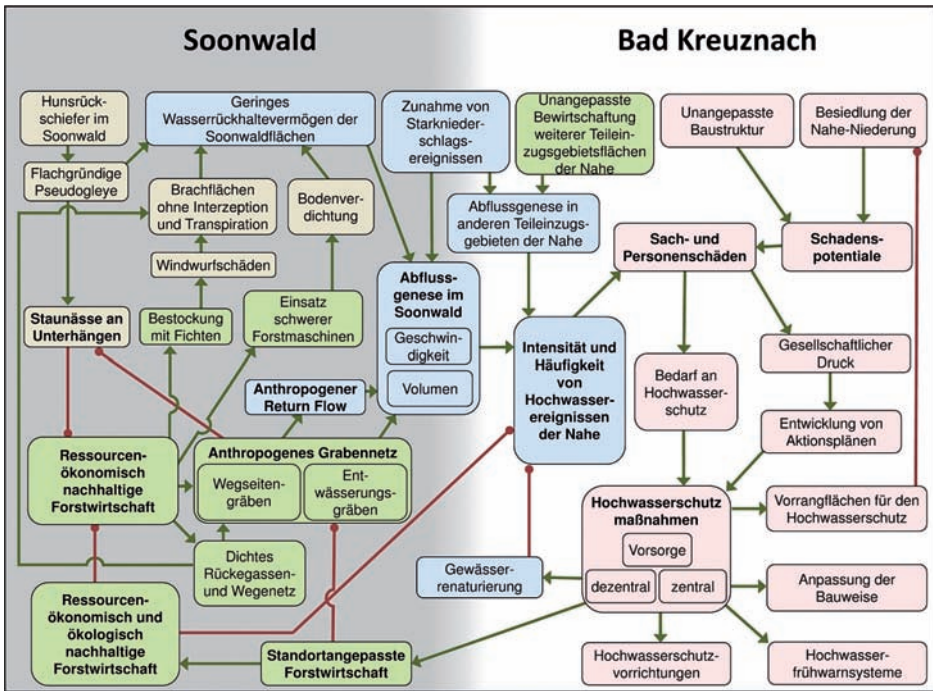 Soonwald
Bad Kreuznach
Hunsrück-
schiefer im
Soonwald
Geringes
Wasserrückhaltevermögen der
Soonwaldflächen
Zunahme von
Starknieder-
schlags-
ereignissen
Unangepasste
Bewirtschaftung
weiterer Teilein-
zugsgebietsflächen
der Nahe
Unangepasste
Baustruktur
Besiedlung der
Nahe-Niederung
Flachgründige
Pseudogleye
Brachflächen
ohne Interzeption
und Transpiration
Bodenver-
dichtung
Abflussgenese in
anderen Teileinzugs-
gebieten der Nahe
Sach- und
Personenschäden
Schadens-
potentiale
Windwurfschäden
Staunässe an
Unterhängen
Bestockung
mit Fichten
Einsatz
schwerer
Forstmaschinen
Abfluss-
genese im
Soonwald
Geschwin-
digkeit
Volumen
Intensität und
Häufigkeit
von
Hochwasser-
ereignissen
der Nahe
Gesellschaftlicher
Druck
Bedarf an
Hochwasser-
schutz
Anthropogener
Return Flow
Entwicklung von
Aktionsplänen
Ressourcen-
ökonomisch
nachhaltige
Forstwirtschaft
Anthropogenes Grabennetz
Wegseiten-
gräben
Ent-
wässerungs-
gräben
Hochwasserschutz
maßnahmen
Vorsorge
dezentral
zentral
Vorrangflächen für den
Hochwasserschutz
Dichtes
Rückegassen-
und Wegenetz
Gewässer-
renaturierung
Anpassung der
Bauweise
Ressourcen-
ökonomisch und
ökologisch
nachhaltige
Forstwirtschaft
Standortangepasste
Forstwirtschaft
Hochwasserschutz-
vorrichtungen
Hochwasser-
frühwarnsysteme